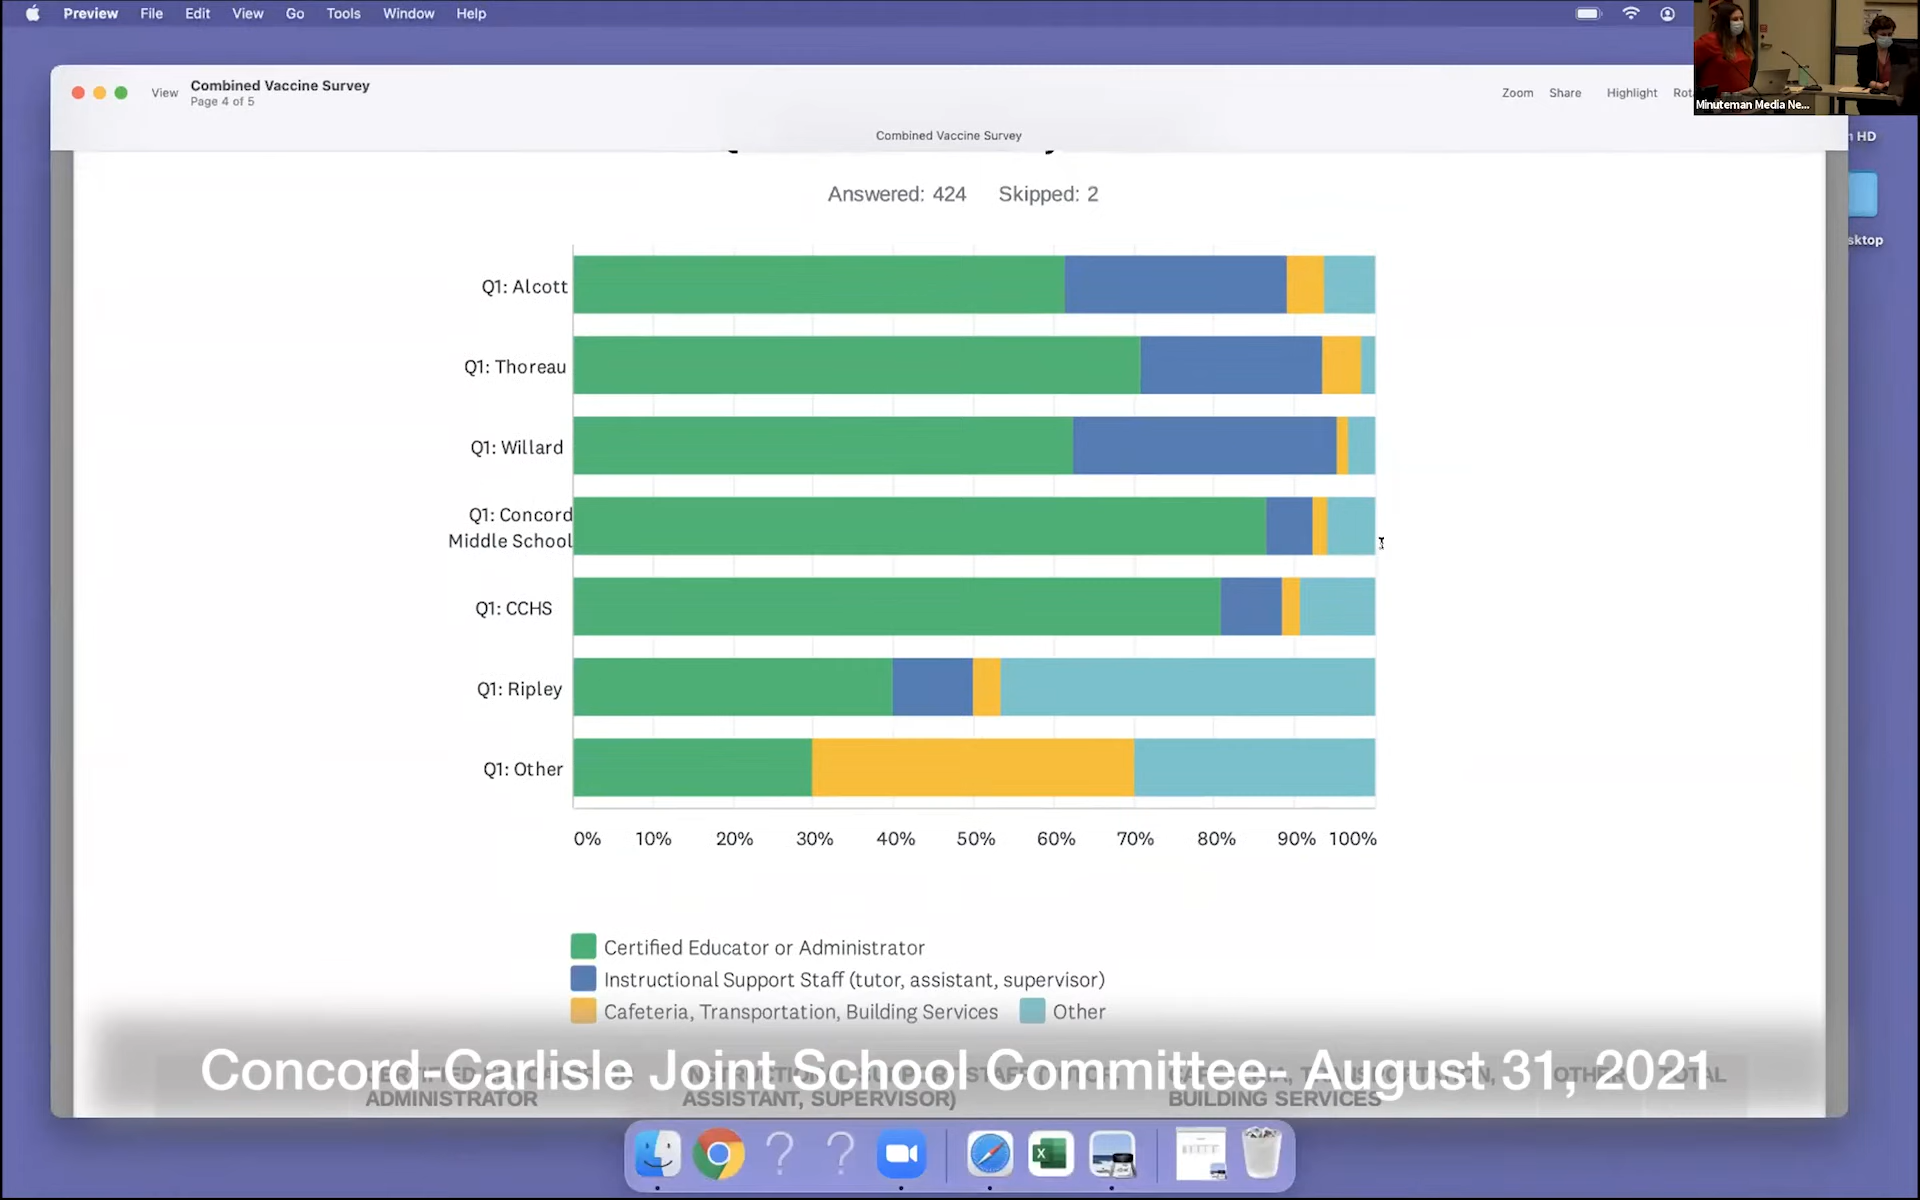 Preview File Edit View Go Tools Window Help
Minuteman Media Ne...
View Combined Vaccine Survey
Page 4 of 5
Zoom Share Highlight
Combined Vaccine Survey
HD
Answered: 424 Skipped: 2
Q1: Alcott
Q1: Thoreau
Q1: Willard
Q1: Concord
Middle School
Q1: CCHS
Q1: Ripley
Q1: Other
0% 10% 20% 30% 40% 50% 60% 70% 80% 90% 100%
Certified Educator or Administrator
Instructional Support Staff (tutor, assistant, supervisor)
Cafeteria, Transportation, Building Services Other
Concord-Carlisle Joint School Committee- August 31, 2021
TOTAL
ADMINISTRATOR ASSISTANT, SUPERVISOR) BUILDING SERVICES